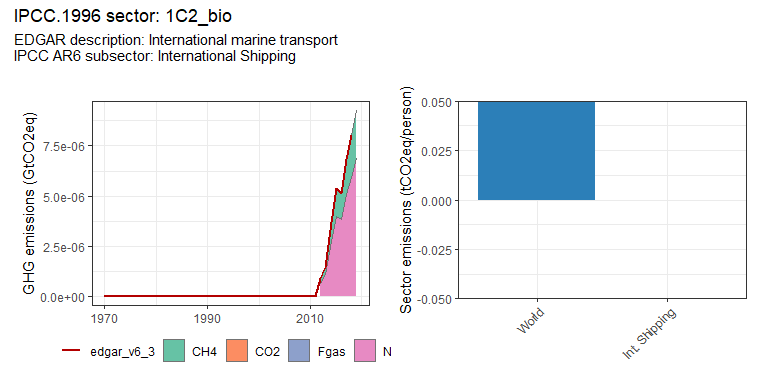 IPCC.1996 sector: 1C2_bio
EDGAR description: International marine transport
IPCC AR6 subsector: International Shipping
GHG emissions (GtCO2eq)
7.5e-06
5.0e-06
2.5e-06
0.0e+00
1970
1990
2010
edgar_v6_3
CH4
CO2
Fgas
N
Sector emissions (tCO2eq/person)
0.050
0.025
0.000
-0.025
-0.050
World
Int. Shipping